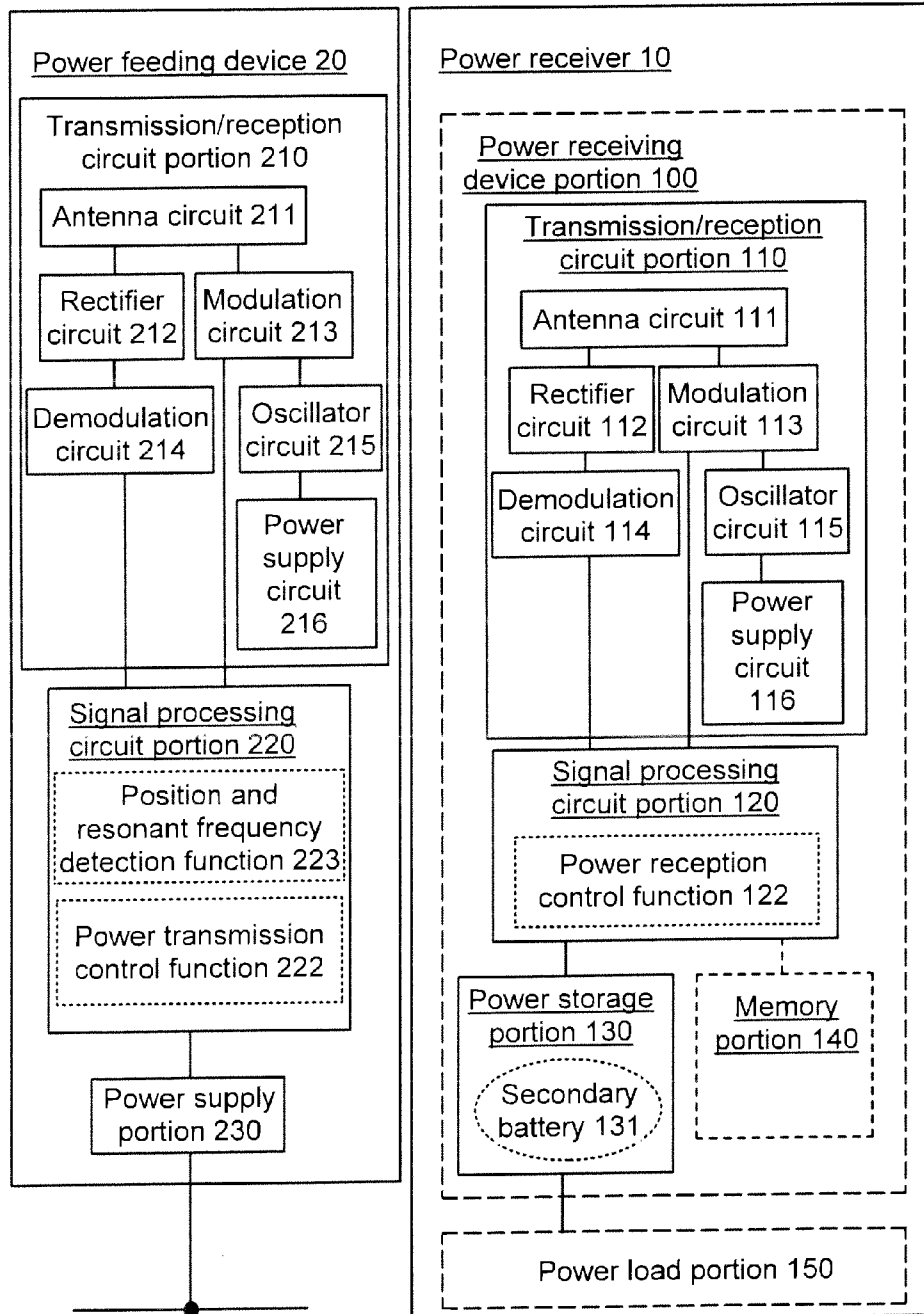 Power feeding device 20
Transmission/reception
circuit portion 210
Antenna circuit 211
Rectifier
circuit 212
Modulation
circuit 213
Demodulation
circuit 214
Oscillator
circuit 215
Power
supply
circuit
216
Signal processing
circuit portion 220
Position and
resonant frequency
detection function 223
Power transmission
control function 222
Power supply
portion 230
Power receiver 10
Power receiving
device portion 100
Transmission/reception
circuit portion 110
Antenna circuit 111
Rectifier
circuit 112
Modulation
circuit 113
Demodulation
circuit 114
Oscillator
circuit 115
Power
supply
circuit
116
Signal processing
circuit portion 120
Power reception
control function 122
Power storage
portion 130
Secondary
battery 131
Memory
portion 140
Power load portion 150